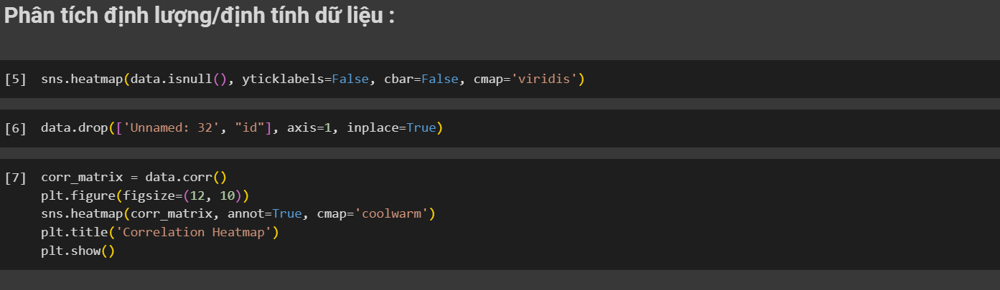 Phân tích định lượng/định tính dữ liệu :
[5] sns.heatmap(data.isnull(), yticklabels=False, cbar=False, cmap='viridis')
[6] data.drop(['Unnamed: 32', "id"], axis=1, inplace=True)
[7] corr_matrix = data.corr()
plt.figure(figsize=(12, 10))
sns.heatmap(corr_matrix, annot=True, cmap='coolwarm')
plt.title('Correlation Heatmap')
plt.show()